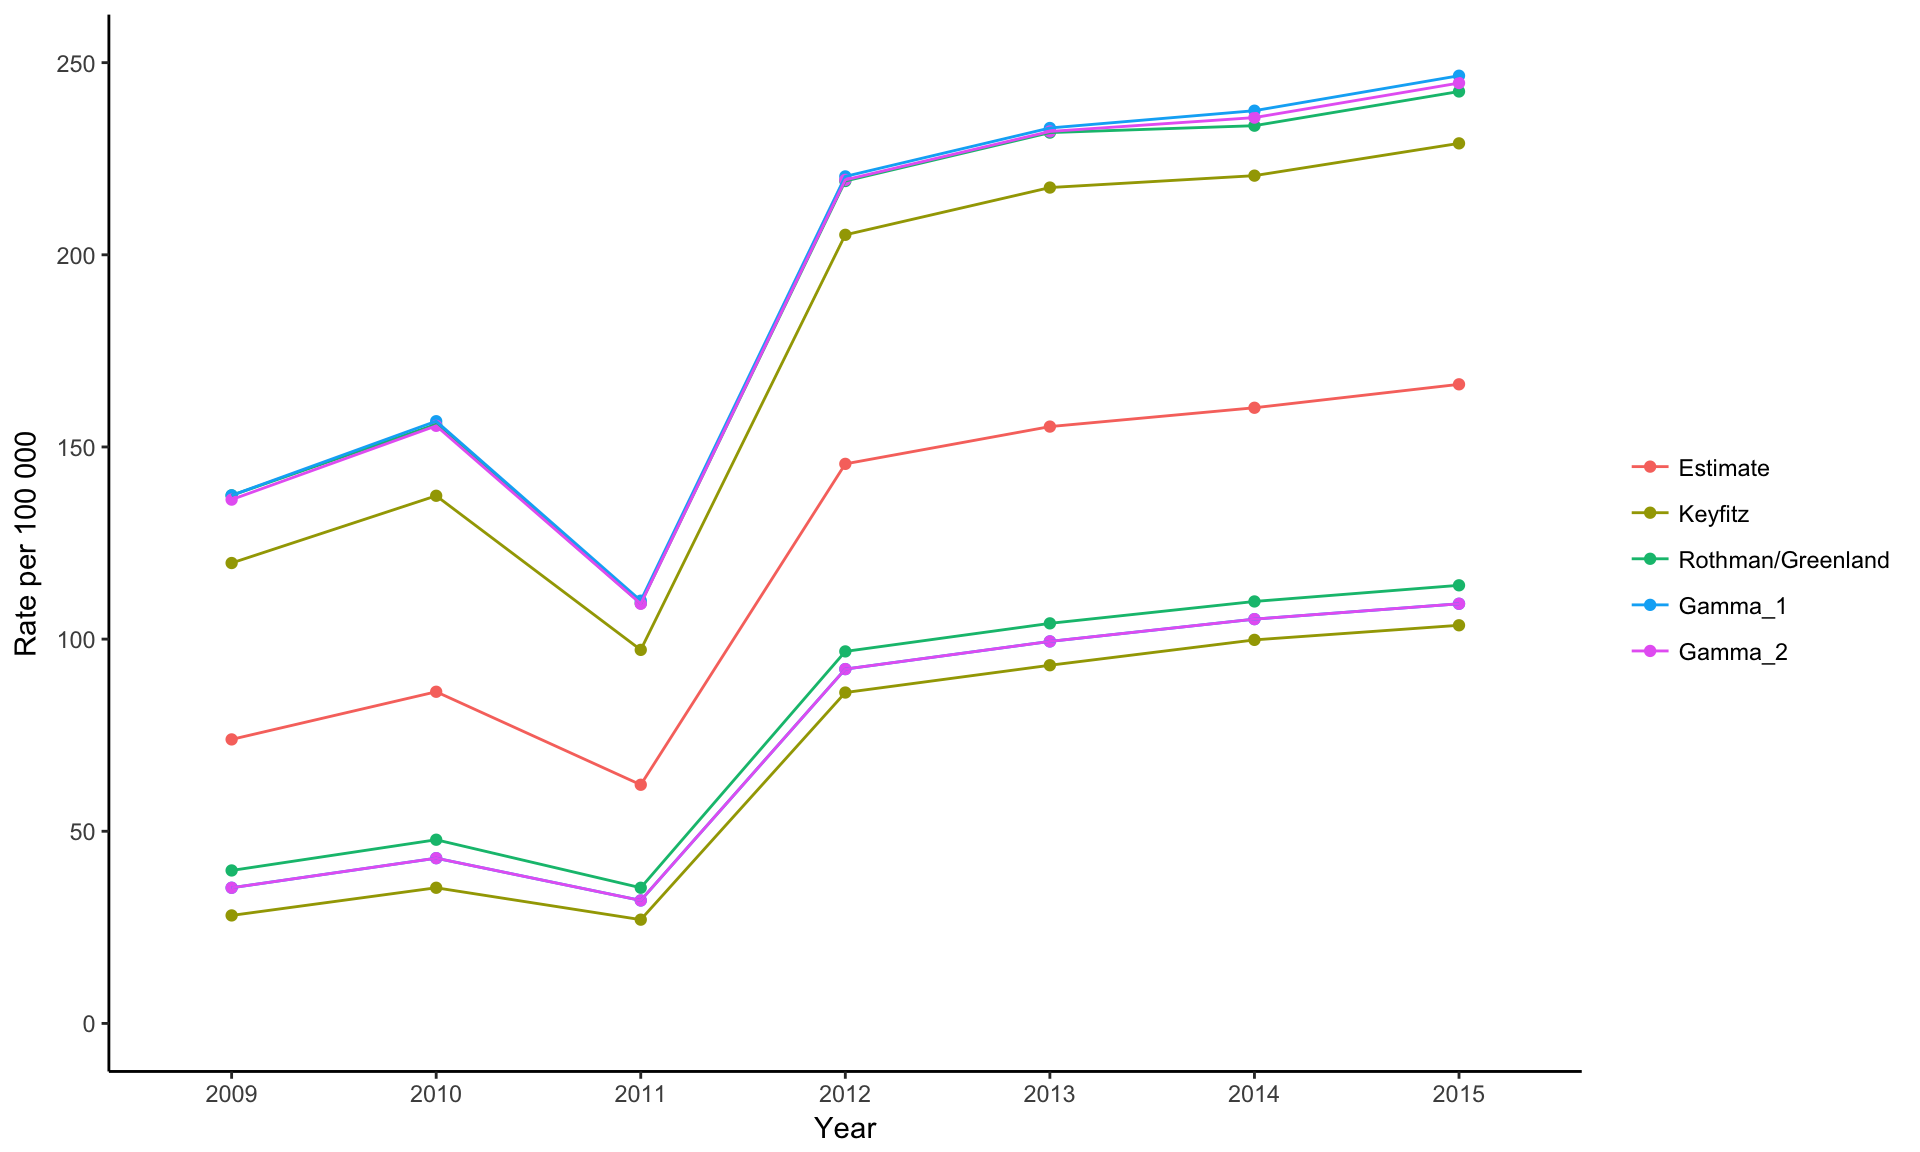 250
200
150
100
50
0
Rate per 100 000
2009 2010 2011 2012 2013 2014 2015
Year
Estimate
Keyfitz
Rothman/Greenland
Gamma_1
Gamma_2